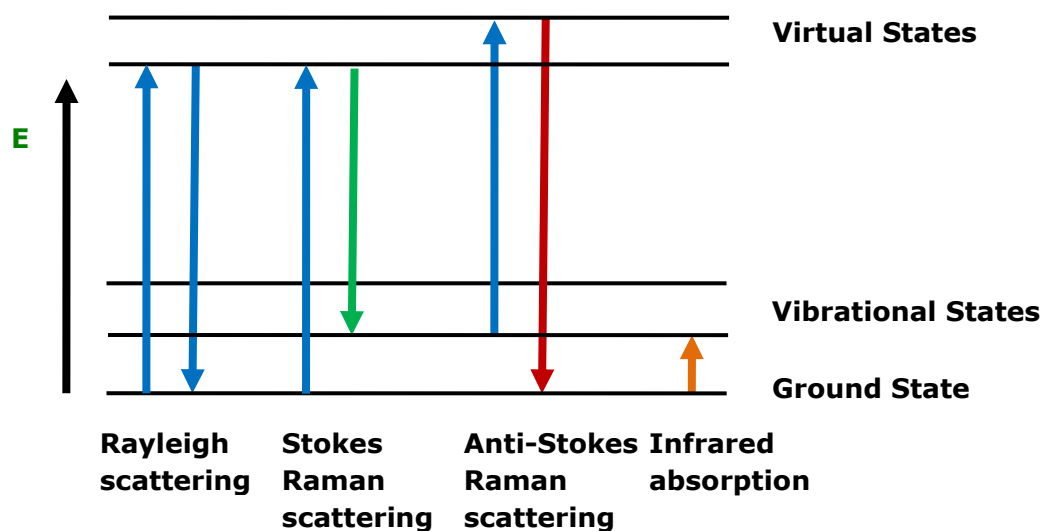 Virtual States
E
Vibrational States
Ground State
Rayleigh
scattering
Stokes
Raman
scattering
Anti-Stokes
Raman
scattering
Infrared
absorption